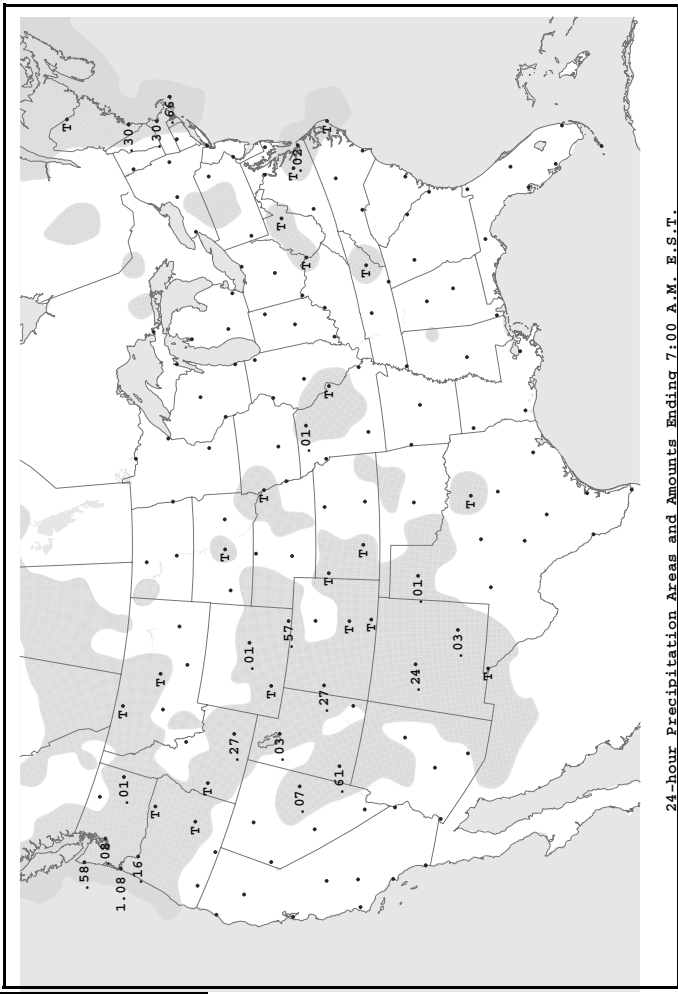 T
.58
.08
1.08
T
.01
.30
.16
T
.30
T
.66
T
T
T
.27
.01
T
T
.03
T
.57
T
.02
.07
.01
T
.27
T
T
T
.61
T
T
T
T
.24
.01
.03
T
T
24-hour Precipitation Areas and Amounts Ending 7:00 A.M. E.S.T.